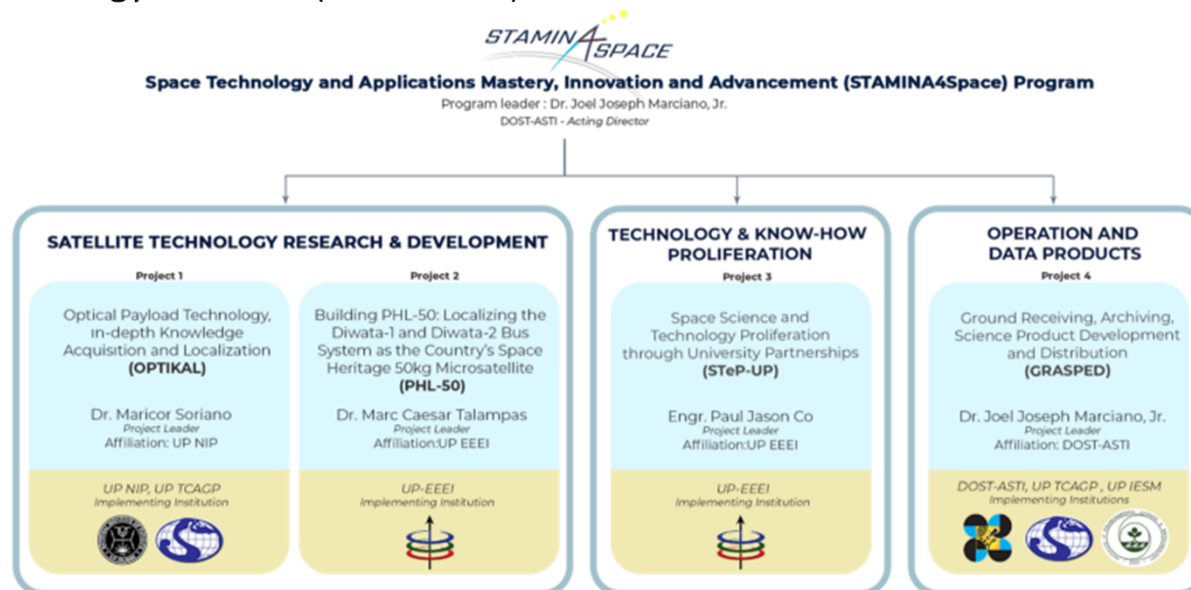 STAMIN4SPACE
Space Technology and Applications Mastery, Innovation and Advancement (STAMINA4Space) Program
Program leader : Dr. Joel Joseph Marciano, Jr.
DOST-ASTI - Acting Director
SATELLITE TECHNOLOGY RESEARCH & DEVELOPMENT
Project 1
Optical Payload Technology,
in-depth Knowledge
Acquisition and Localization
(OPTIKAL)
Dr. Maricor Soriano
Project Leader
Affiliation: UP NIP
UP NIP, UP TCAGP
Implementing Institution
Project 2
Building PHL-50: Localizing the
Diwata-1 and Diwata-2 Bus
System as the Country's Space
Heritage 50kg Microsatellite
(PHL-50)
Dr. Marc Caesar Talampas
Project Leader
Affiliation:UP EEEI
UP-EEEI
Implementing Institution
TECHNOLOGY & KNOW-HOW
PROLIFERATION
Project 3
Space Science and
Technology Proliferation
through University Partnerships
(STeP-UP)
Engr. Paul Jason Co
Project Leader
Affiliation:UP EEEI
UP-EEEI
Implementing Institution
OPERATION AND
DATA PRODUCTS
Project 4
Ground Receiving, Archiving,
Science Product Development
and Distribution
(GRASPED)
Dr. Joel Joseph Marciano, Jr.
Project Leader
Affiliation: DOST-ASTI
DOST-ASTI, UP TCAGP , UP IESM
Implementing Institutions